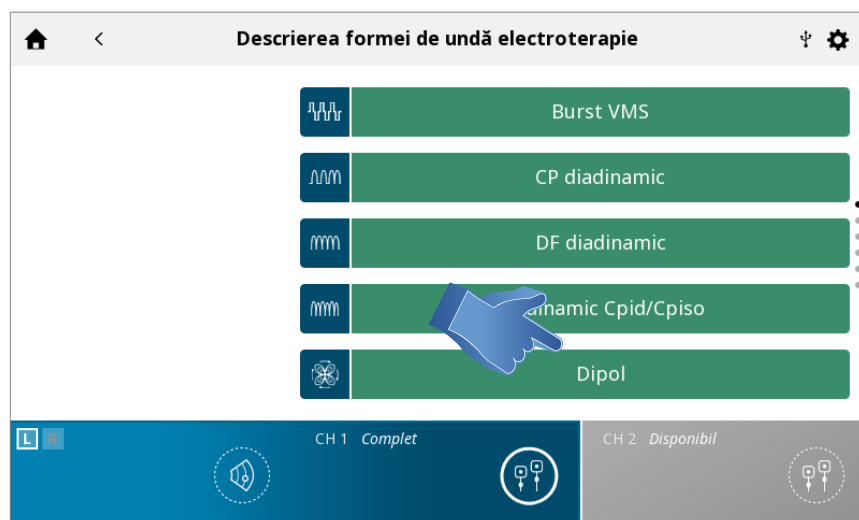 Descrierea formei de undă electroterapie
Burst VMS
CP diadinamic
DF diadinamic
Cpid/Cpiso
Dipol
L R
CH 1 Complet
CH 2 Disponibil